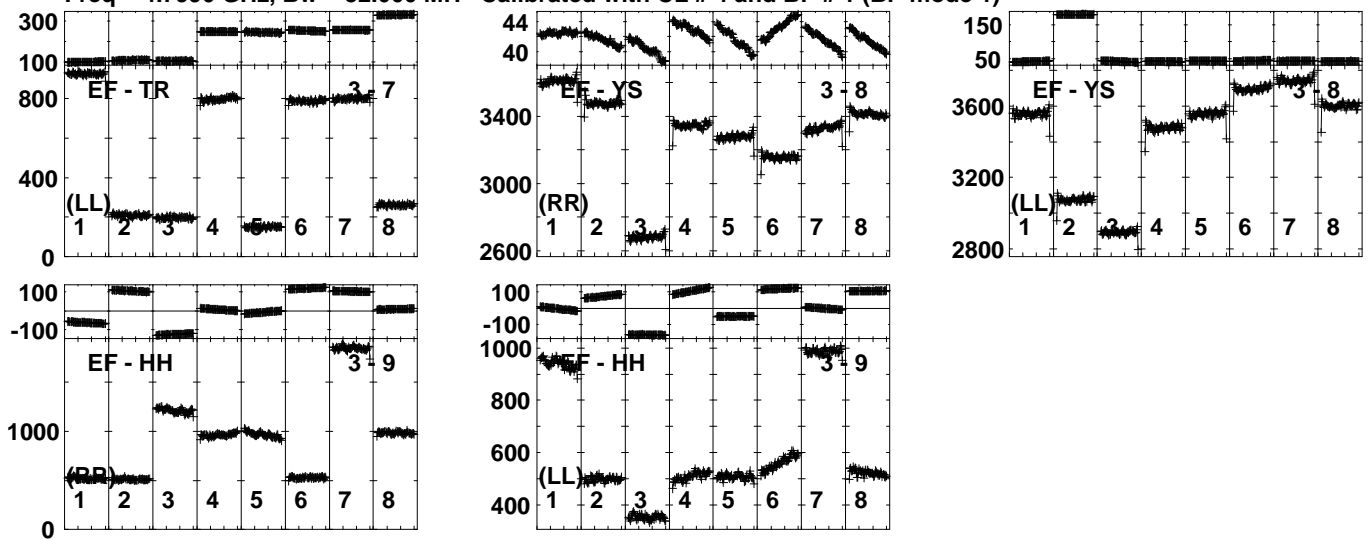 300
100
EF - TR 3 - 7
800
400
(LL)
1 2 3 4 5 6 7 8
0
44
40
EF - YS 3 - 8
3400
3000
(RR)
1 2 3 4 5 6 7 8
2600
150
50
EF - YS 3 - 8
3600
3200
(LL)
1 2 3 4 5 6 7 8
2800
100
-100
EF - HH 3 - 9
1000
(RR)
1 2 3 4 5 6 7 8
0
100
-100
1000
EF - HH 3 - 9
800
600
(LL)
400
1 2 3 4 5 6 7 8